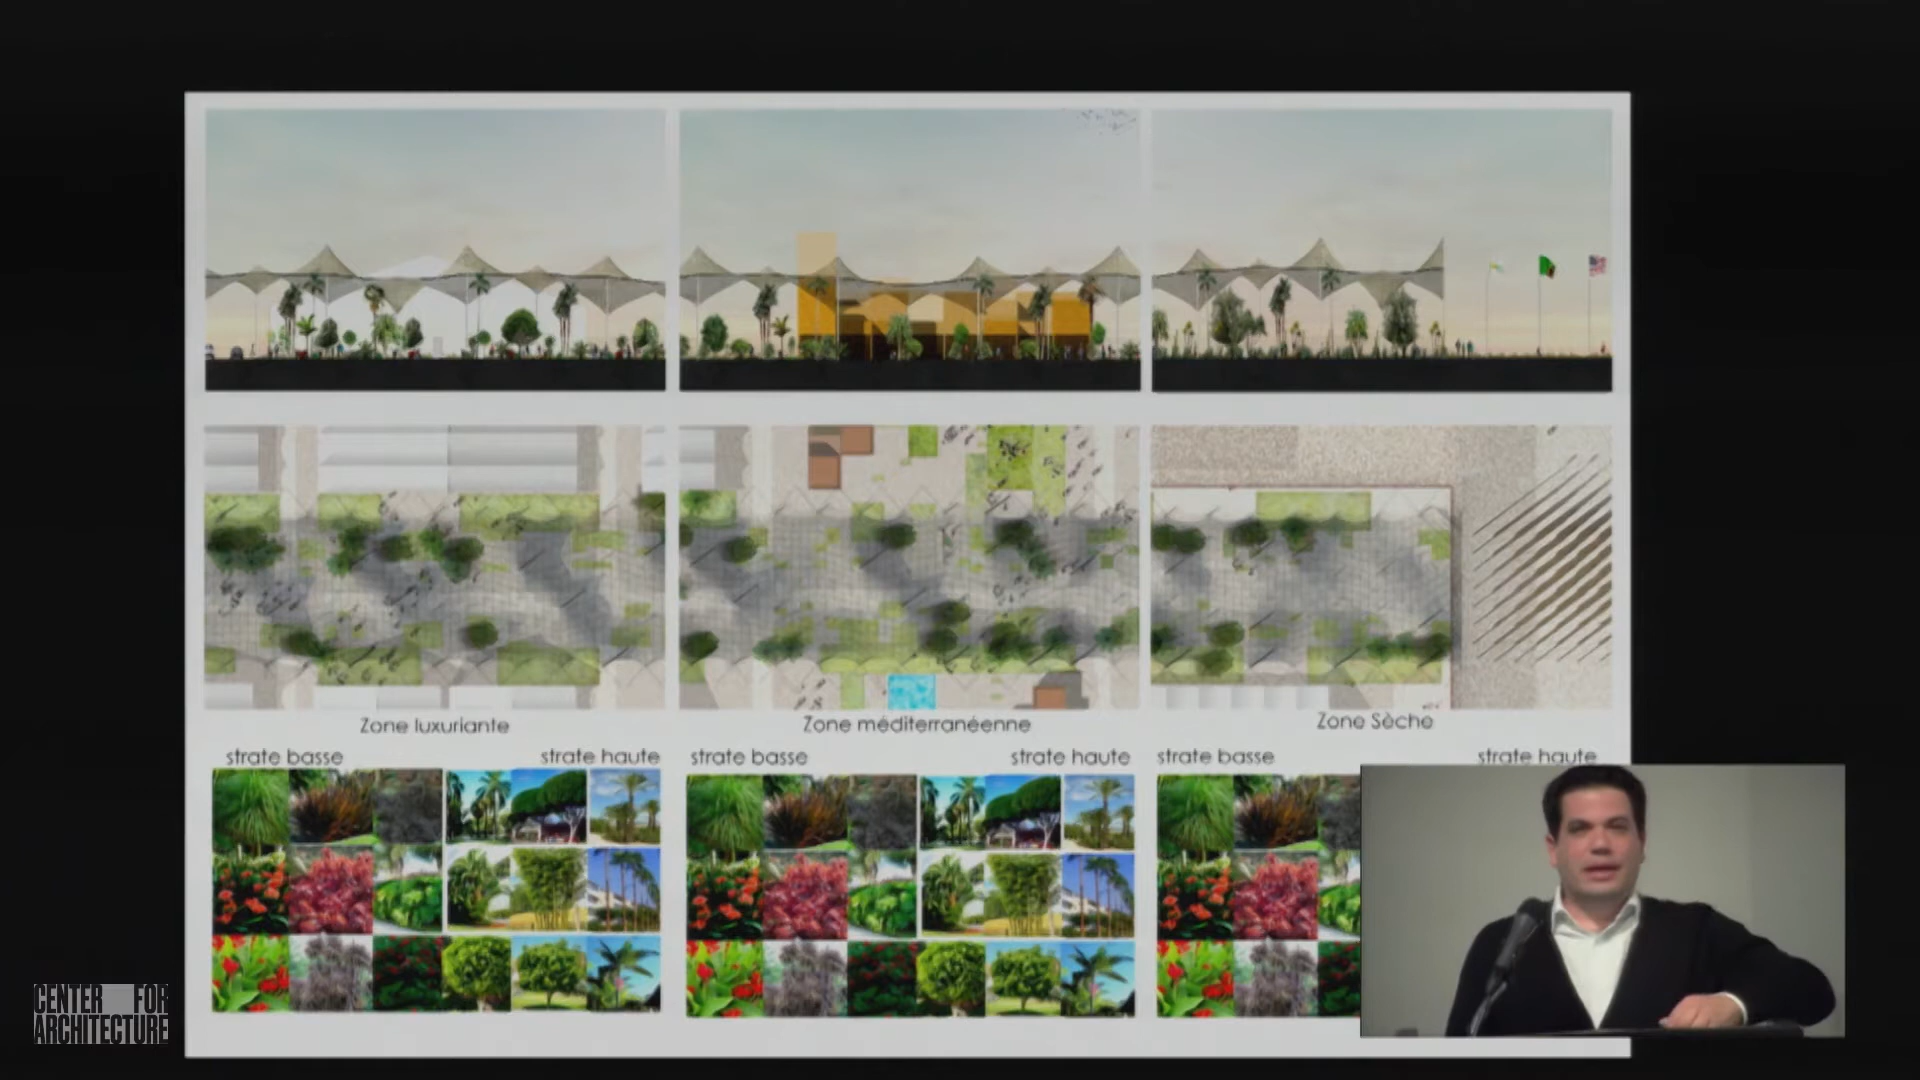 Zone luxuriante
Zone méditerranéenne
Zone Sèche
strate basse
strate haute
strate basse
strate haute
strate basse
strate haute
CENTER FOR
ARCHITECTURE